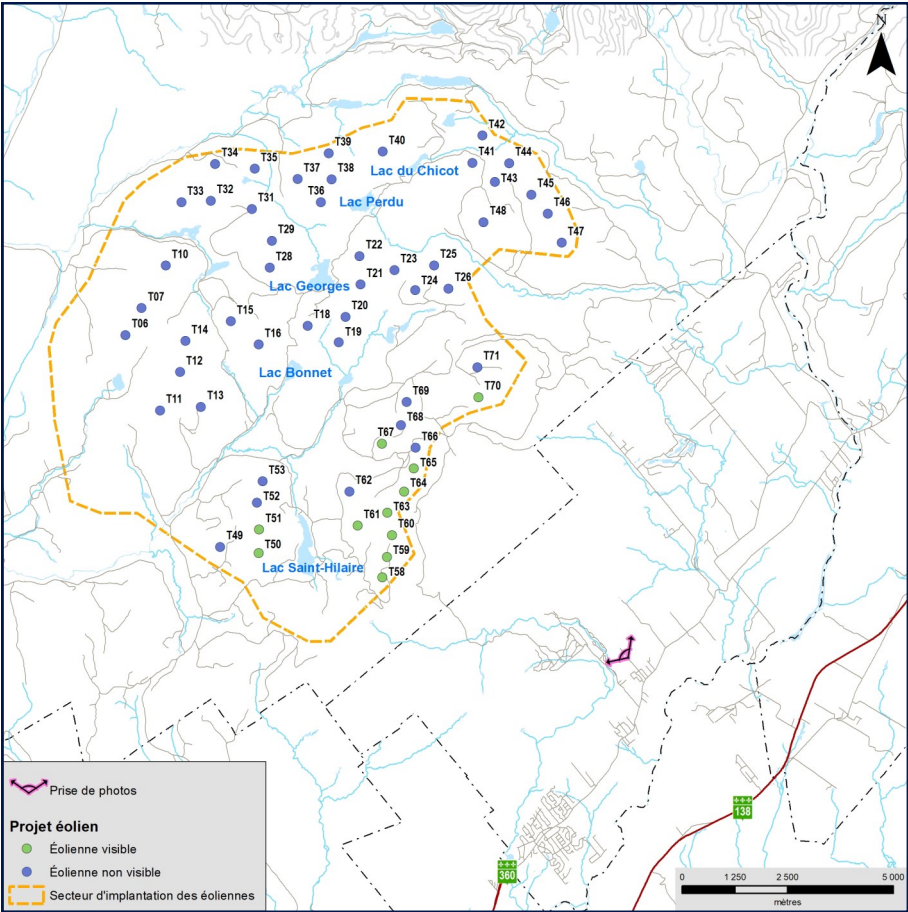 N
T42
T39
T40
T34
T35
T41
T44
T37
T38
Lac du Chicot
T43
T45
T33
T32
T31
T36
Lac Perdu
T46
T48
T29
T47
T22
T10
T28
T23
T25
T21
T24
T26
Lac Georges
T07
T15
T18
T20
T06
T14
T16
T19
T71
T12
Lac Bonnet
T70
T11
T13
T69
T68
T67
T66
T65
T53
T62
T64
T52
T63
T51
T61
T60
T49
T50
T59
Lac Saint-Hilaire
T58
Prise de photos
Projet éolien
Éolienne visible
Éolienne non visible
Secteur d'implantation des éoliennes
138
360
0 1 250 2 500 5 000
mètres